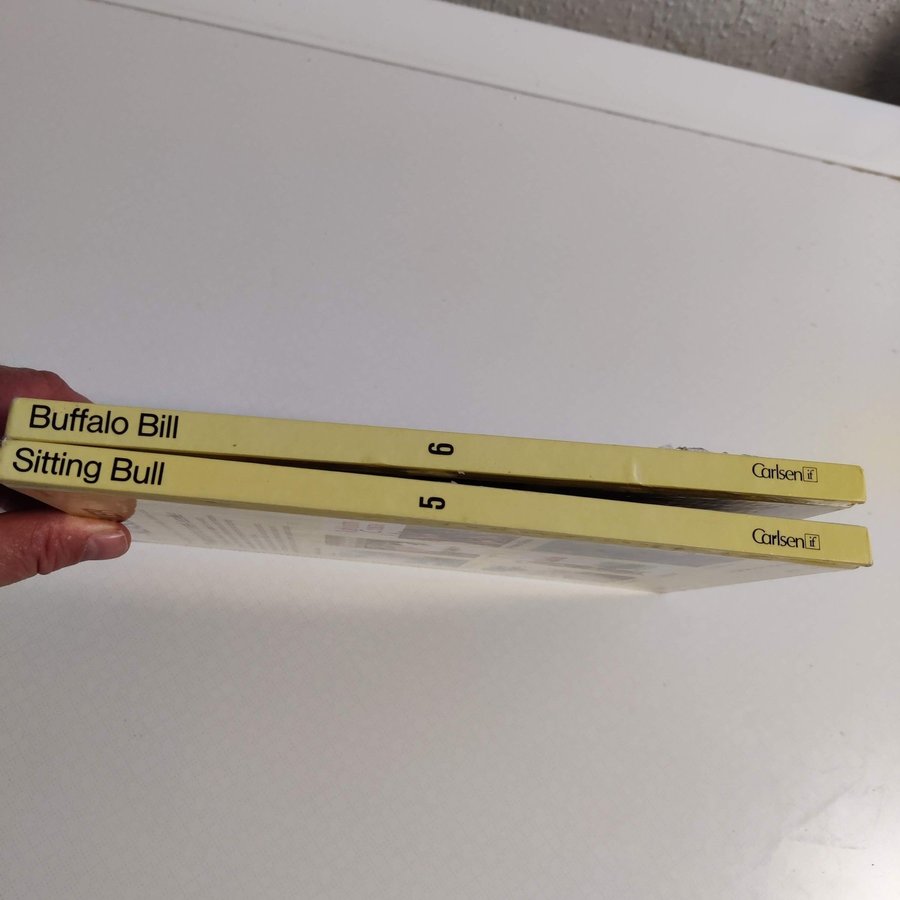 Buffalo Bill
6
Carlsen if
Sitting Bull
5
Carlsen if